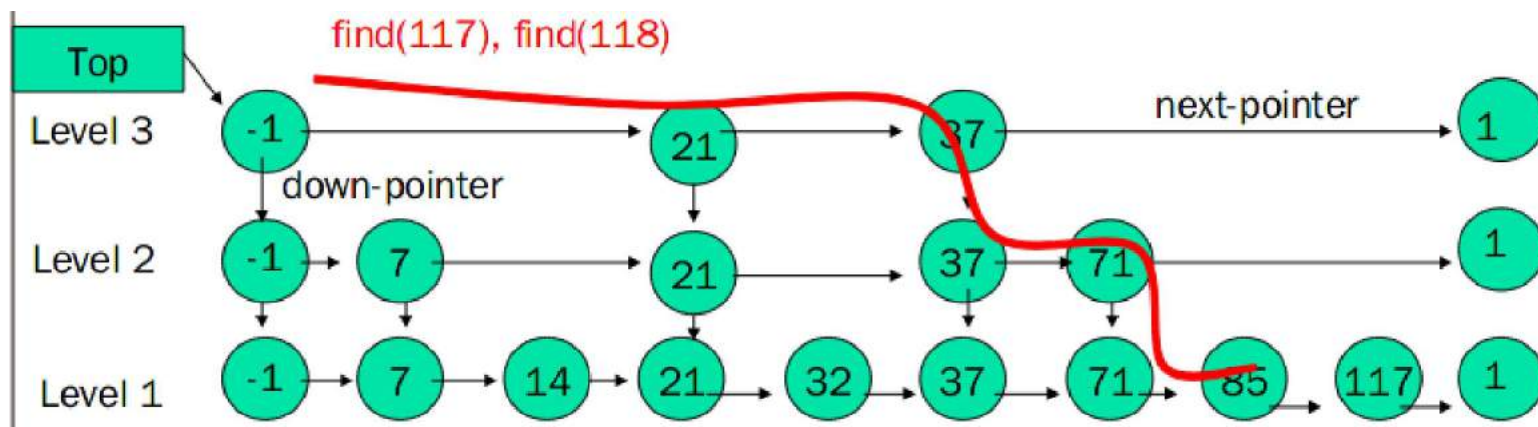 find(117), find(118)
Top
Level 3 -1 21 37 next-pointer 1
down-pointer
Level 2 -1 7 21 37 71 1
Level 1 -1 7 14 21 32 37 71 85 117 1